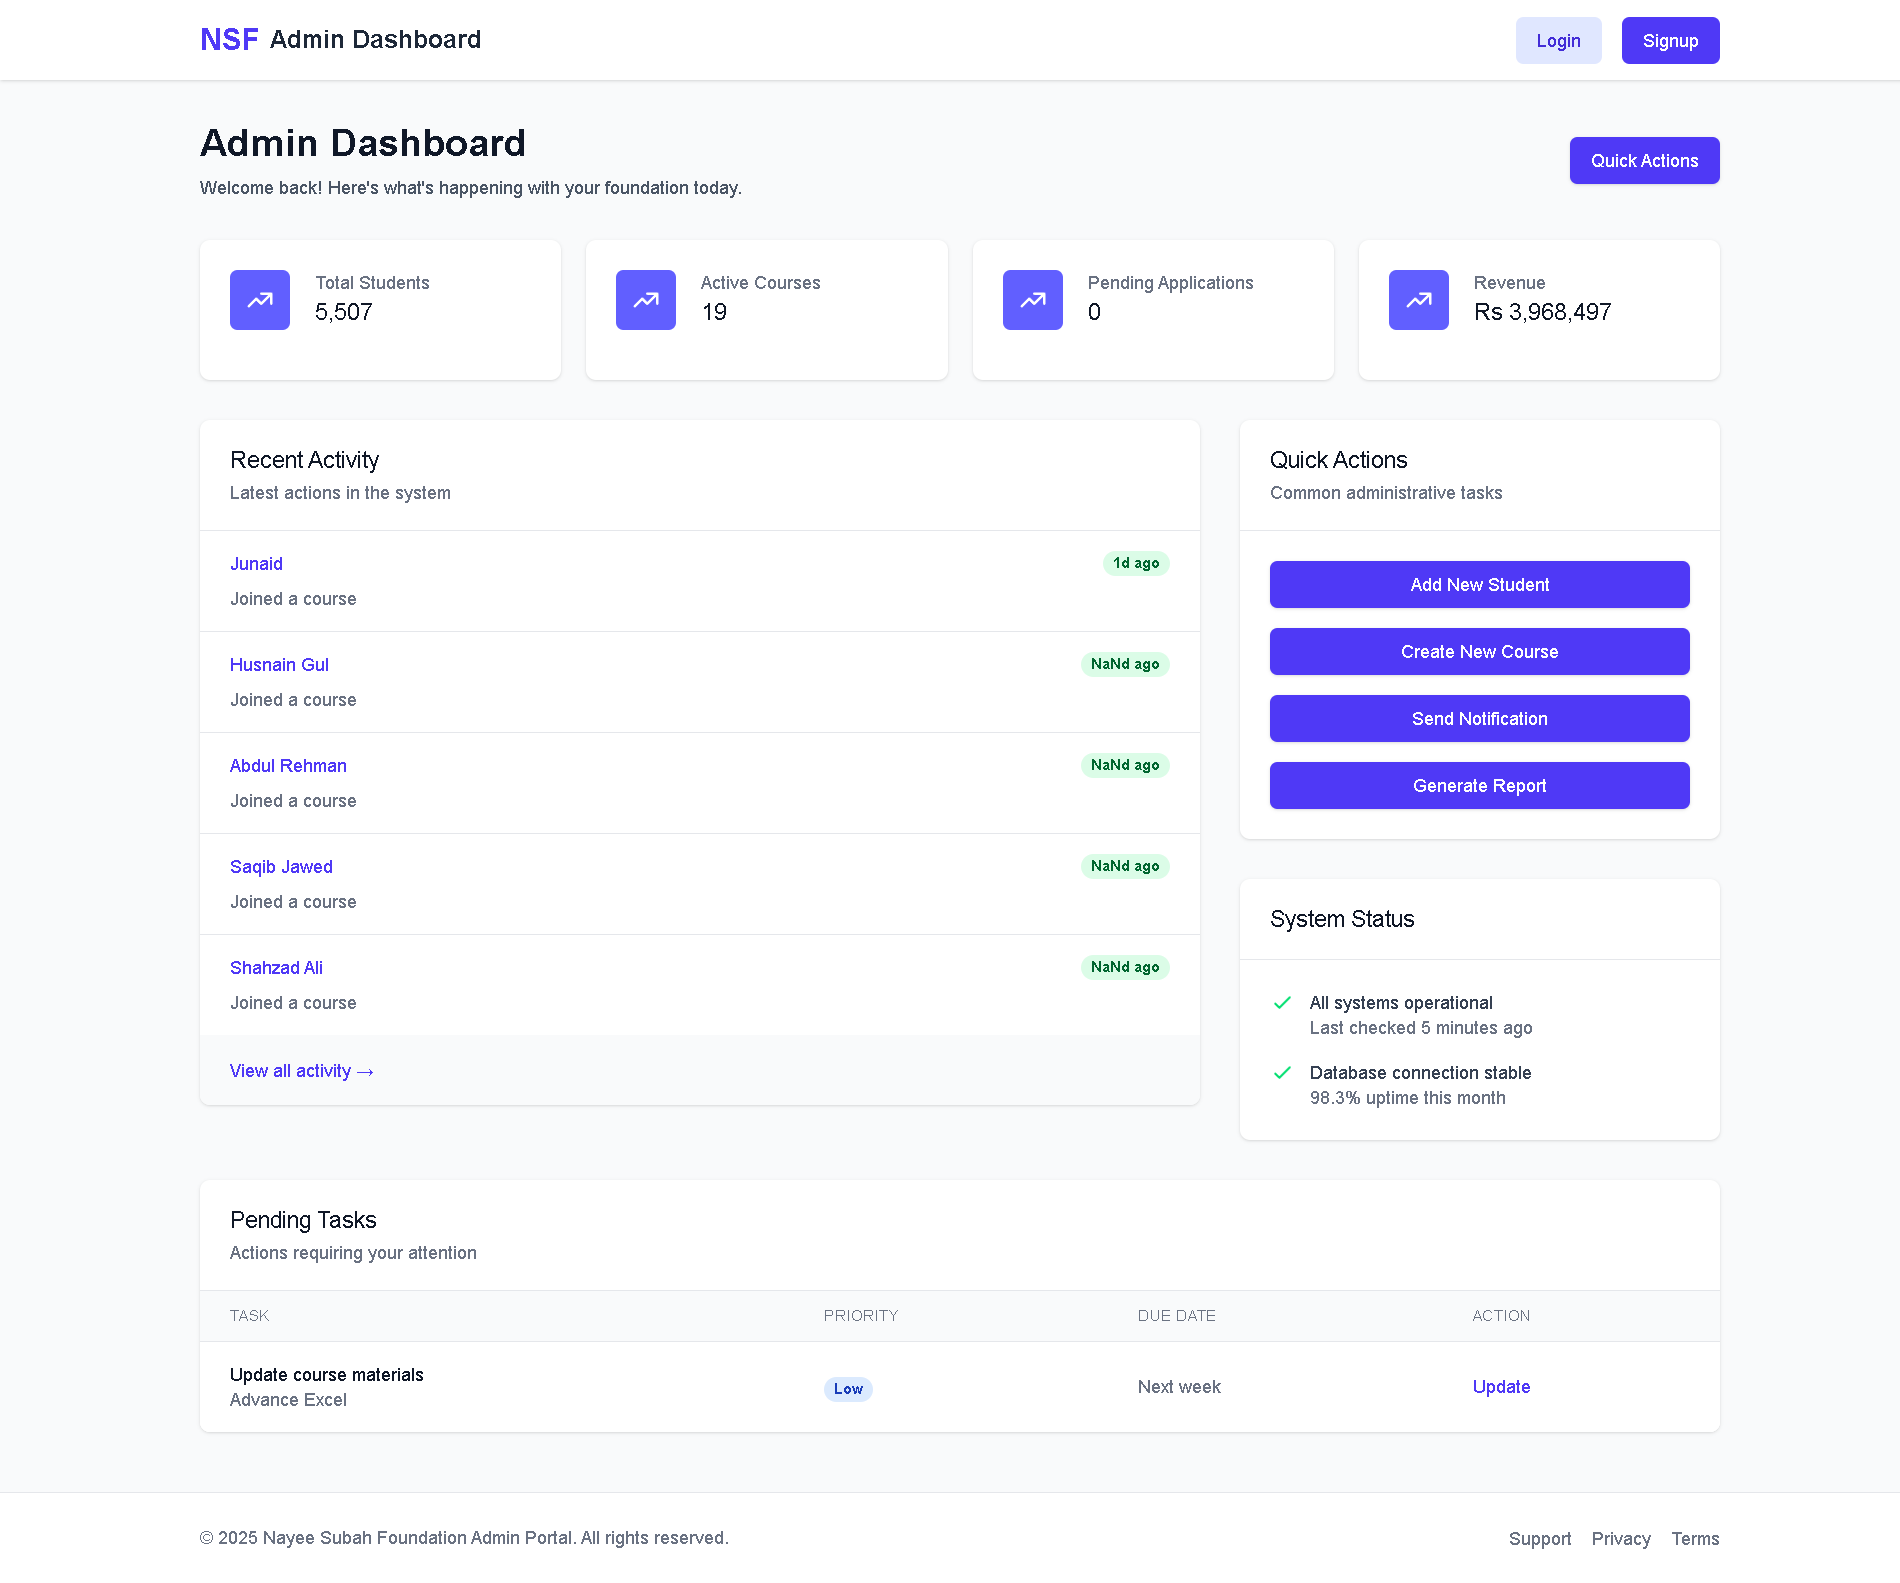 NSF Admin Dashboard
Login
Signup
Admin Dashboard
Welcome back! Here's what's happening with your foundation today.
Quick Actions
Total Students
5,507
Active Courses
19
Pending Applications
0
Revenue
Rs 3,968,497
Recent Activity
Latest actions in the system
Junaid
1d ago
Joined a course
Husnain Gul
NaNd ago
Joined a course
Abdul Rehman
NaNd ago
Joined a course
Saqib Jawed
NaNd ago
Joined a course
Shahzad Ali
NaNd ago
Joined a course
View all activity →
Quick Actions
Common administrative tasks
Add New Student
Create New Course
Send Notification
Generate Report
System Status
All systems operational
Last checked 5 minutes ago
Database connection stable
98.3% uptime this month
Pending Tasks
Actions requiring your attention
TASK PRIORITY DUE DATE ACTION
Update course materials
Advance Excel
Low
Next week
Update
© 2025 Nayee Subah Foundation Admin Portal. All rights reserved.
Support Privacy Terms